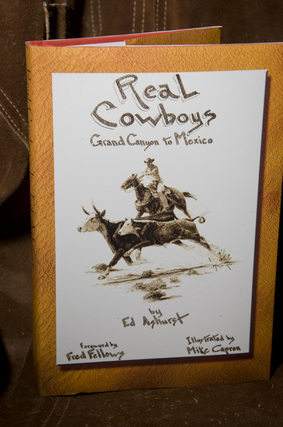 Real
Cowboys
Grand Canyon to Mexico
by
Ed Ashurst
Foreword by
Fred Fellows
Illustrated by
Mike Capron